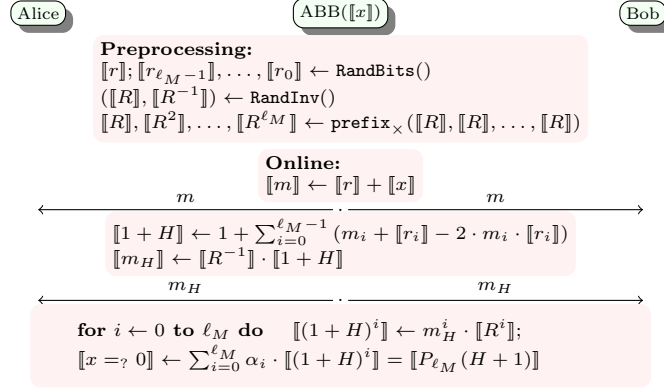 Alice ABB(⟦x⟧) Bob
Preprocessing:
⟦r⟧; ⟦r_{ℓ_M−1}⟧, …, ⟦r_0⟧ ← RandBits()
(⟦R⟧, ⟦R^{−1}⟧) ← RandInv()
⟦R⟧, ⟦R^2⟧, …, ⟦R^{ℓ_M}⟧ ← prefix_×(⟦R⟧, ⟦R⟧, …, ⟦R⟧)
Online:
⟦m⟧ ← ⟦r⟧ + ⟦x⟧
m m
⟦1 + H⟧ ← 1 + ∑_{i=0}^{ℓ_M−1} (m_i + ⟦r_i⟧ − 2 · m_i · ⟦r_i⟧)
⟦m_H⟧ ← ⟦R^{−1}⟧ · ⟦1 + H⟧
m_H m_H
for i ← 0 to ℓ_M do ⟦(1 + H)^i⟧ ← m_H^i · ⟦R^i⟧;
⟦x =_? 0⟧ ← ∑_{i=0}^{ℓ_M} α_i · ⟦(1 + H)^i⟧ = ⟦P_{ℓ_M}(H + 1)⟧